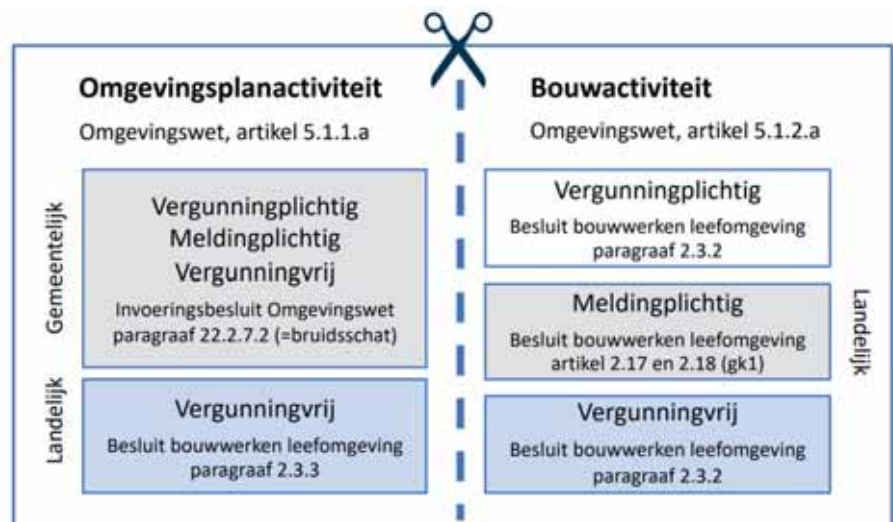 Omgevingsplanactiviteit
Omgevingswet, artikel 5.1.1.a
Gemeentelijk
Vergunningplichtig
Meldingplichtig
Vergunningvrij
Invoeringsbesluit Omgevingswet
paragraaf 22.2.7.2 (=bruidsschat)
Landelijk
Vergunningvrij
Besluit bouwwerken leefomgeving
paragraaf 2.3.3
Bouwactiviteit
Omgevingswet, artikel 5.1.2.a
Vergunningplichtig
Besluit bouwwerken leefomgeving
paragraaf 2.3.2
Meldingplichtig
Besluit bouwwerken leefomgeving
artikel 2.17 en 2.18 (gk1)
Vergunningvrij
Besluit bouwwerken leefomgeving
paragraaf 2.3.2
Landelijk